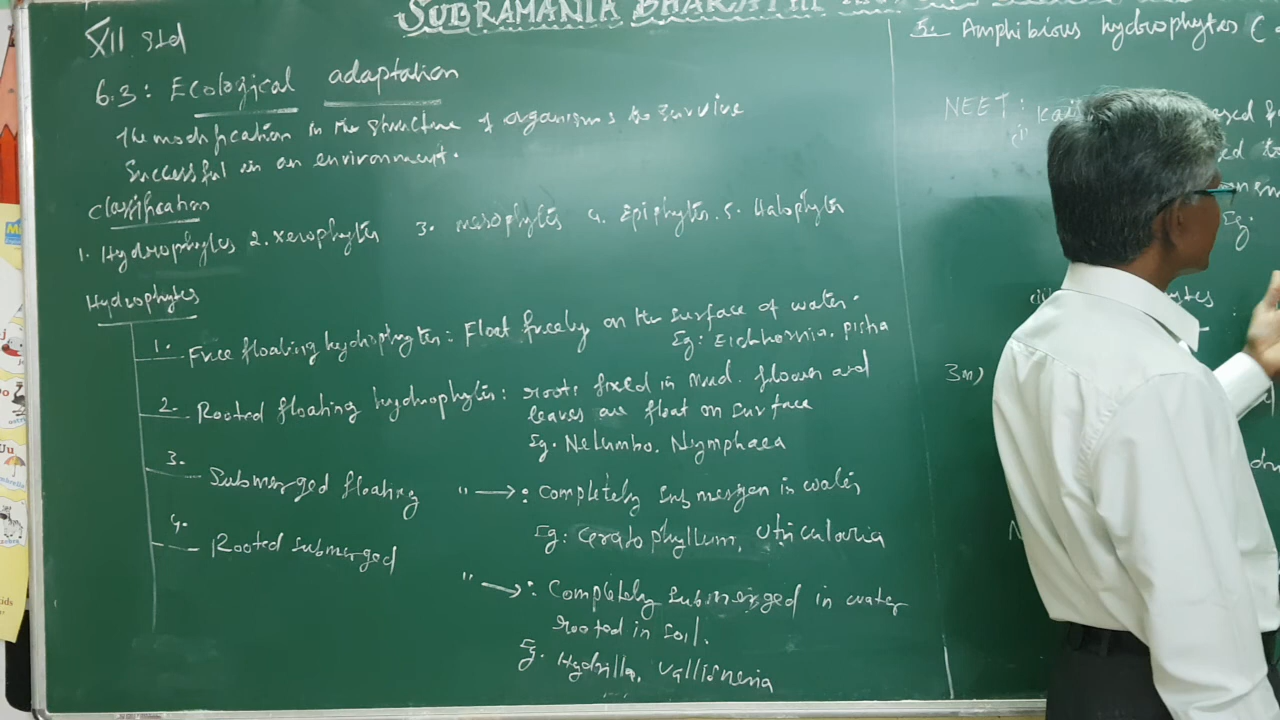 SUBRAMANIA BHARATHI
XII std
6.3: Ecological adaptation
The modification in the structure of organisms to survive
Successful in an environment.
Classification
1. Hydrophytes 2. Xerophytes 3. mesophytes 4. Epiphytes. 5. Halophytes
Hydrophytes
1. Free floating hydrophytes: Float freely on the surface of water.
Eg: Eichhornia, pistia
2. Rooted floating hydrophytes: roots fixed in mud. flower and
leaves are float on surface
Eg. Nelumbo, Nymphaea
3. Submerged floating " → : Completely submergen in water
Eg: Ceratophyllum, Utricularia
4. Rooted submerged " → : Completely submerged in water
rooted in soil.
Eg. Hydrilla, Vallisneria
5. Amphibious hydrophytes (
NEET:
(i)
Eg:
3m)